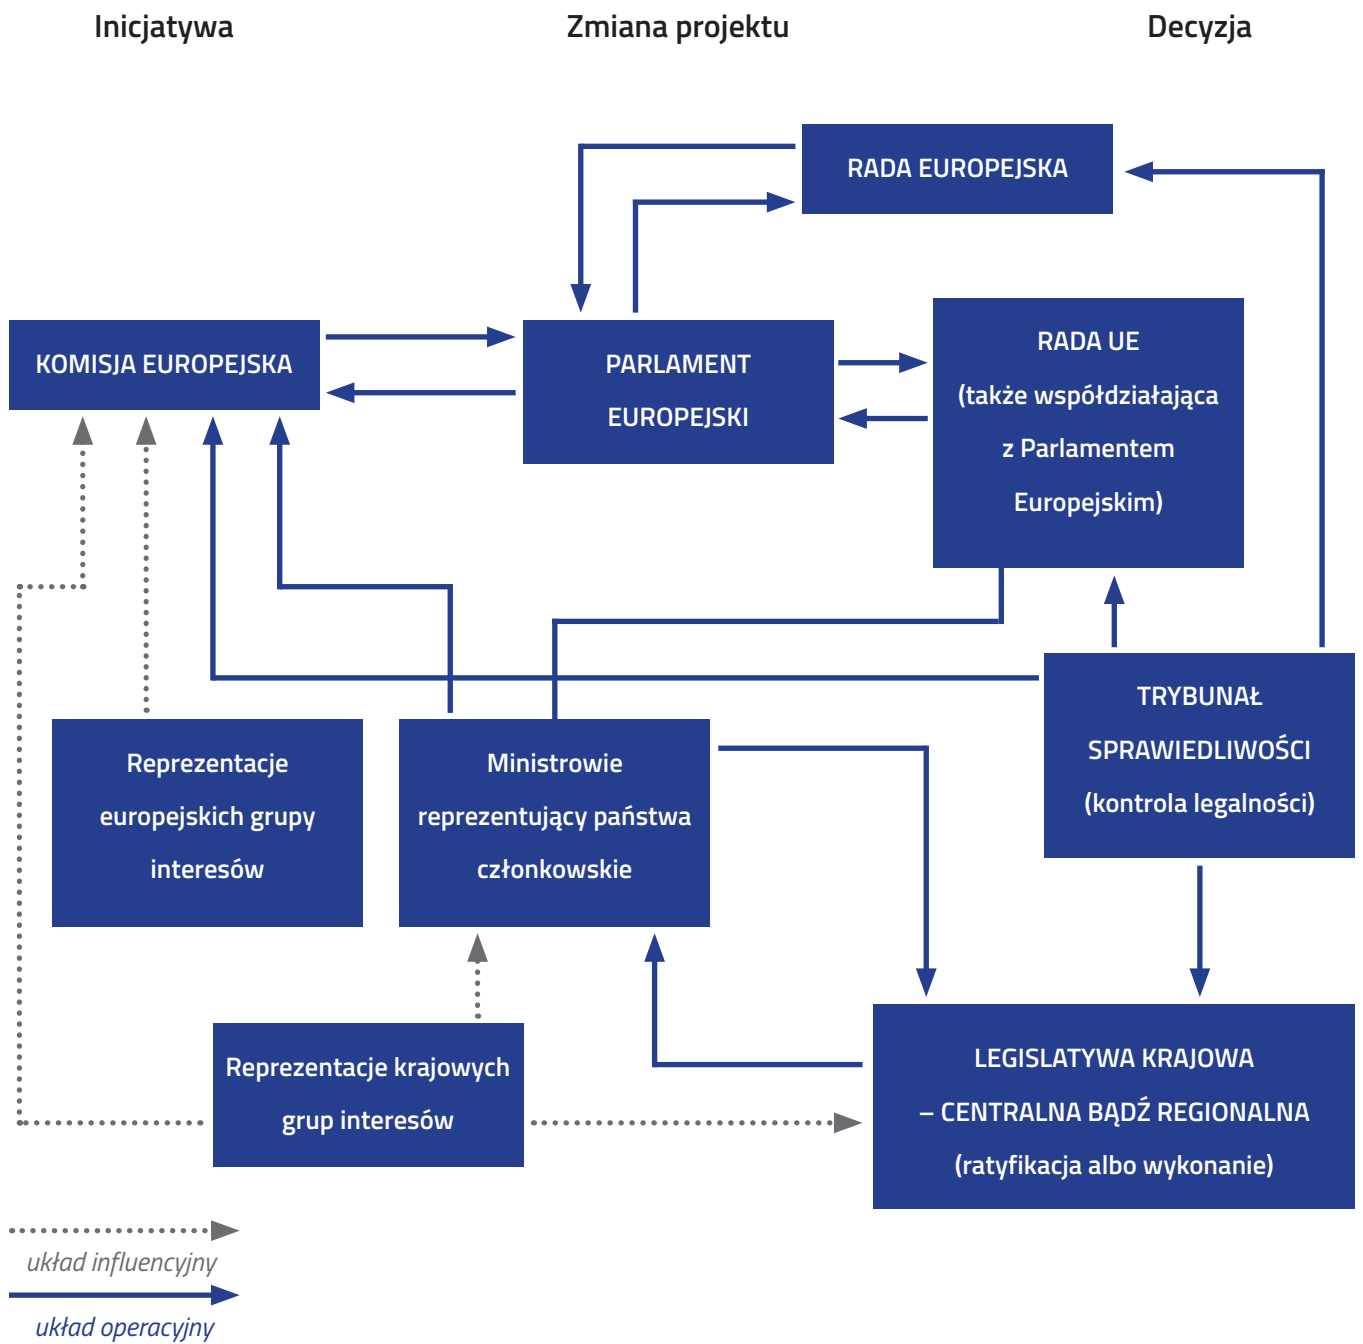 Inicjatywa
Zmiana projektu
Decyzja
RADA EUROPEJSKA
KOMISJA EUROPEJSKA
PARLAMENT
EUROPEJSKI
RADA UE
(także współdziałająca
z Parlamentem
Europejskim)
Reprezentacje
europejskich grupy
interesów
Ministrowie
reprezentujący państwa
członkowskie
TRYBUNAŁ
SPRAWIEDLIWOŚCI
(kontrola legalności)
Reprezentacje krajowych
grup interesów
LEGISLATYWA KRAJOWA
– CENTRALNA BĄDŹ REGIONALNA
(ratyfikacja albo wykonanie)
układ influencyjny
układ operacyjny